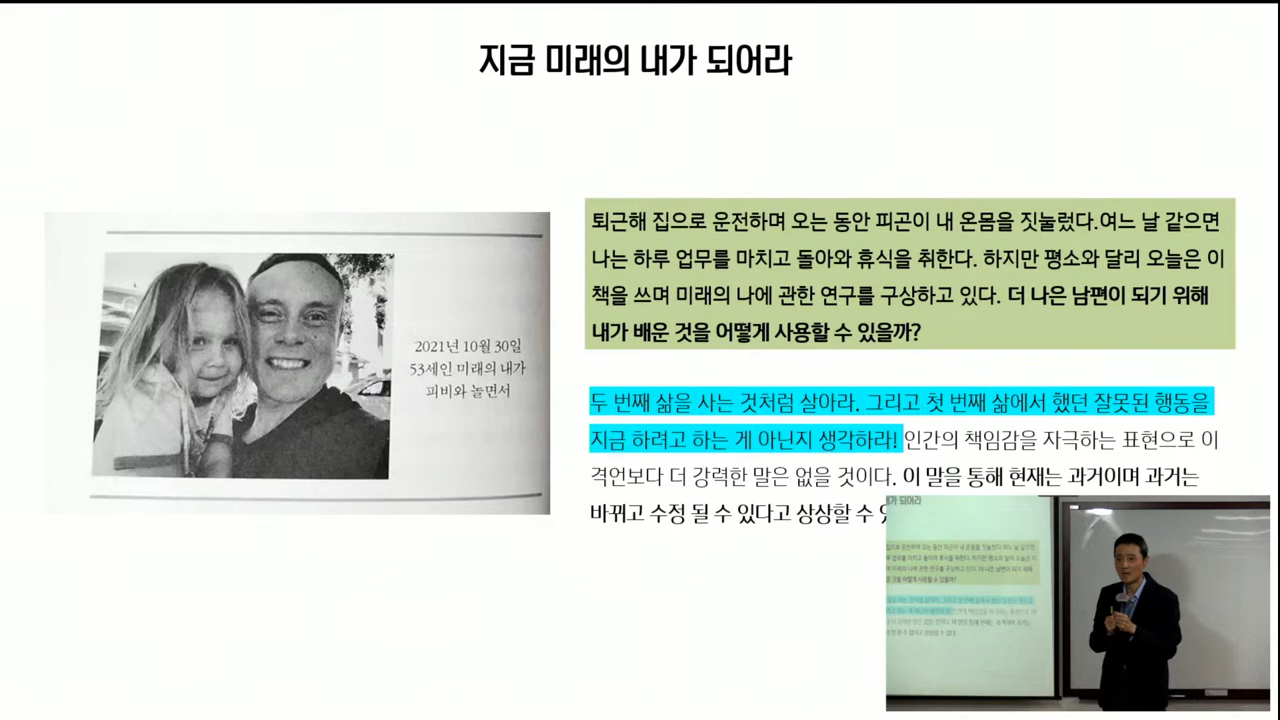 지금 미래의 내가 되어라
2021년 10월 30일
53세인 미래의 내가
피비와 놀면서
퇴근해 집으로 운전하며 오는 동안 피곤이 내 온몸을 짓눌렀다.여느 날 같으면
나는 하루 업무를 마치고 돌아와 휴식을 취한다. 하지만 평소와 달리 오늘은 이
책을 쓰며 미래의 나에 관한 연구를 구상하고 있다. 더 나은 남편이 되기 위해
내가 배운 것을 어떻게 사용할 수 있을까?
두 번째 삶을 사는 것처럼 살아라. 그리고 첫 번째 삶에서 했던 잘못된 행동을
지금 하려고 하는 게 아닌지 생각하라! 인간의 책임감을 자극하는 표현으로 이
격언보다 더 강력한 말은 없을 것이다. 이 말을 통해 현재는 과거이며 과거는
바뀌고 수정 될 수 있다고 상상할 수